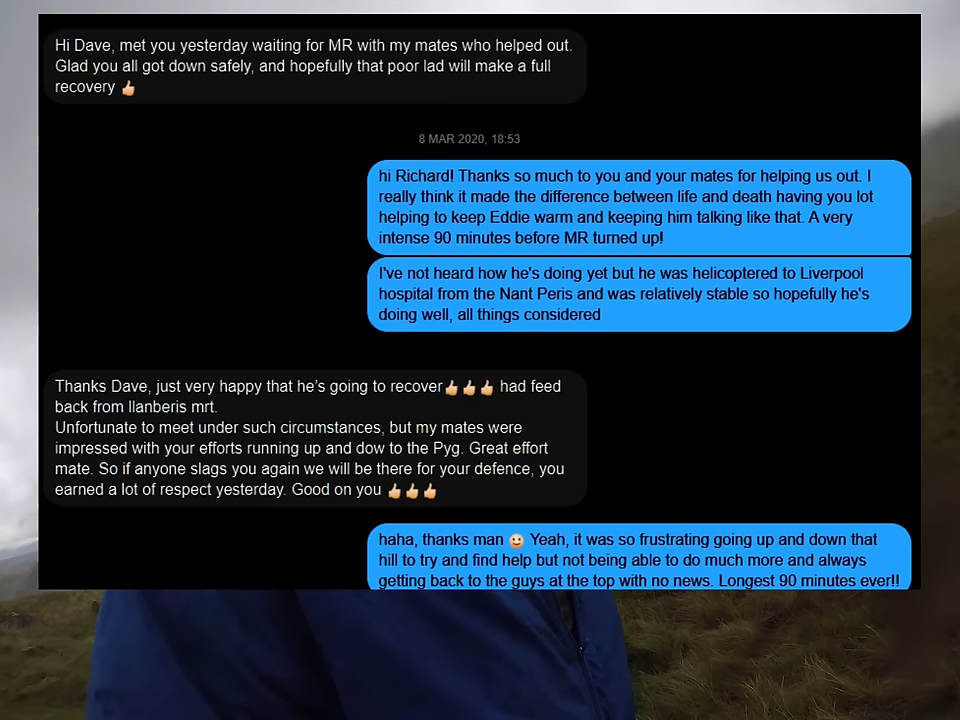 Hi Dave, met you yesterday waiting for MR with my mates who helped out.
Glad you all got down safely, and hopefully that poor lad will make a full
recovery 👍
8 MAR 2020, 18:53
hi Richard! Thanks so much to you and your mates for helping us out. I
really think it made the difference between life and death having you lot
helping to keep Eddie warm and keeping him talking like that. A very
intense 90 minutes before MR turned up!
I've not heard how he's doing yet but he was helicoptered to Liverpool
hospital from the Nant Peris and was relatively stable so hopefully he's
doing well, all things considered
Thanks Dave, just very happy that he's going to recover👍👍👍 had feed
back from llanberis mrt.
Unfortunate to meet under such circumstances, but my mates were
impressed with your efforts running up and dow to the Pyg. Great effort
mate. So if anyone slags you again we will be there for your defence, you
earned a lot of respect yesterday. Good on you 👍👍👍
haha, thanks man 🙂 Yeah, it was so frustrating going up and down that
hill to try and find help but not being able to do much more and always
getting back to the guys at the top with no news. Longest 90 minutes ever!!